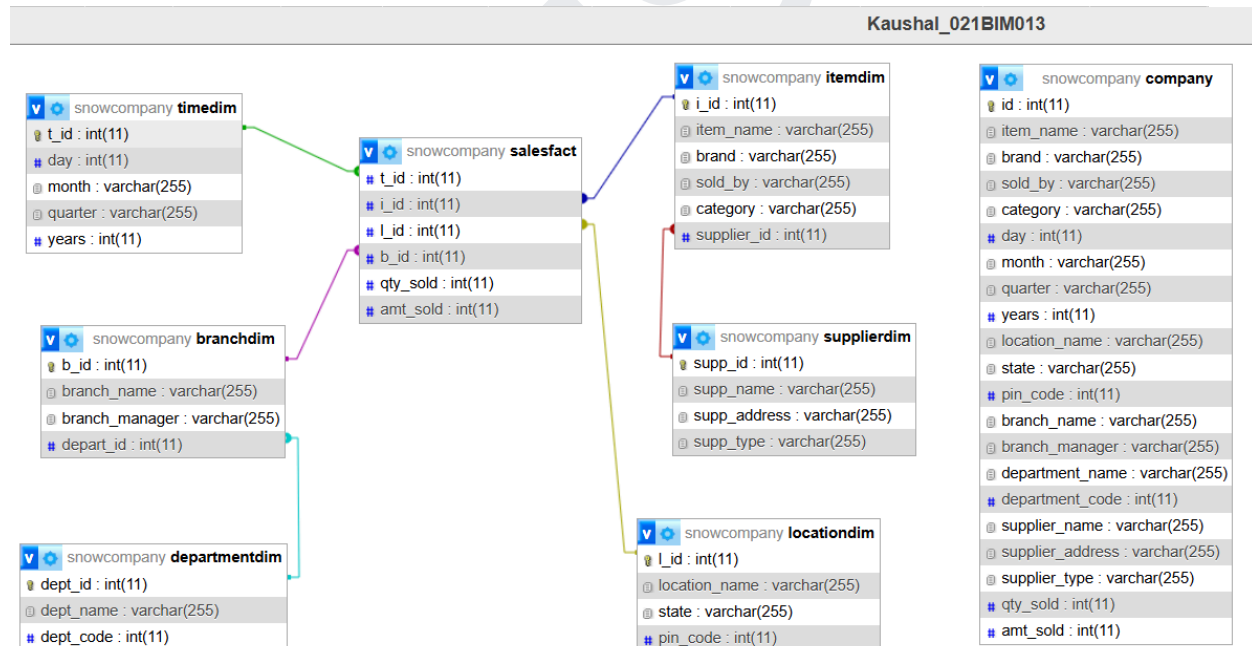 Kaushal_021BIM013
snowcompany timedim
t_id : int(11)
day : int(11)
month : varchar(255)
quarter : varchar(255)
years : int(11)
snowcompany salesfact
t_id : int(11)
i_id : int(11)
l_id : int(11)
b_id : int(11)
qty_sold : int(11)
amt_sold : int(11)
snowcompany itemdim
i_id : int(11)
item_name : varchar(255)
brand : varchar(255)
sold_by : varchar(255)
category : varchar(255)
supplier_id : int(11)
snowcompany company
id : int(11)
item_name : varchar(255)
brand : varchar(255)
sold_by : varchar(255)
category : varchar(255)
day : int(11)
month : varchar(255)
quarter : varchar(255)
years : int(11)
location_name : varchar(255)
state : varchar(255)
pin_code : int(11)
branch_name : varchar(255)
branch_manager : varchar(255)
department_name : varchar(255)
department_code : int(11)
supplier_name : varchar(255)
supplier_address : varchar(255)
supplier_type : varchar(255)
qty_sold : int(11)
amt_sold : int(11)
snowcompany branchdim
b_id : int(11)
branch_name : varchar(255)
branch_manager : varchar(255)
depart_id : int(11)
snowcompany supplierdim
supp_id : int(11)
supp_name : varchar(255)
supp_address : varchar(255)
supp_type : varchar(255)
snowcompany departmentdim
dept_id : int(11)
dept_name : varchar(255)
dept_code : int(11)
snowcompany locationdim
l_id : int(11)
location_name : varchar(255)
state : varchar(255)
pin_code : int(11)